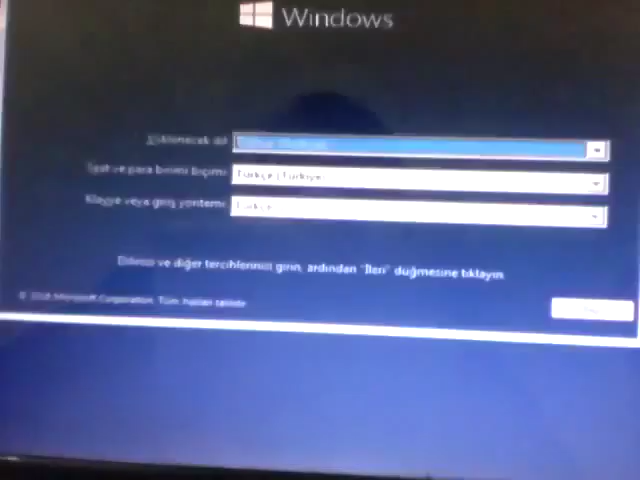 Windows
Yüklenecek dil
Saat ve para birimi biçimi
Türkçe (Türkiye)
Klavye veya giriş yöntemi
Türkçe
Dilinizi ve diğer tercihlerinizi girin, ardından "İleri" düğmesine tıklayın.
Microsoft Corporation. Tüm hakları saklıdır.